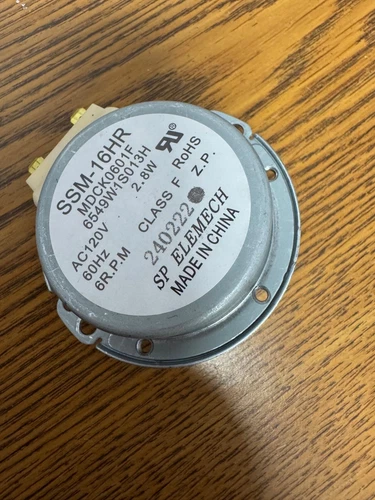 SSM-16HR
MDCK0601F
6549W1S013H
AC120V 2.8W
60Hz CLASS F RoHS
6R.P.M Z.P.
240222
SP ELEMECH
MADE IN CHINA